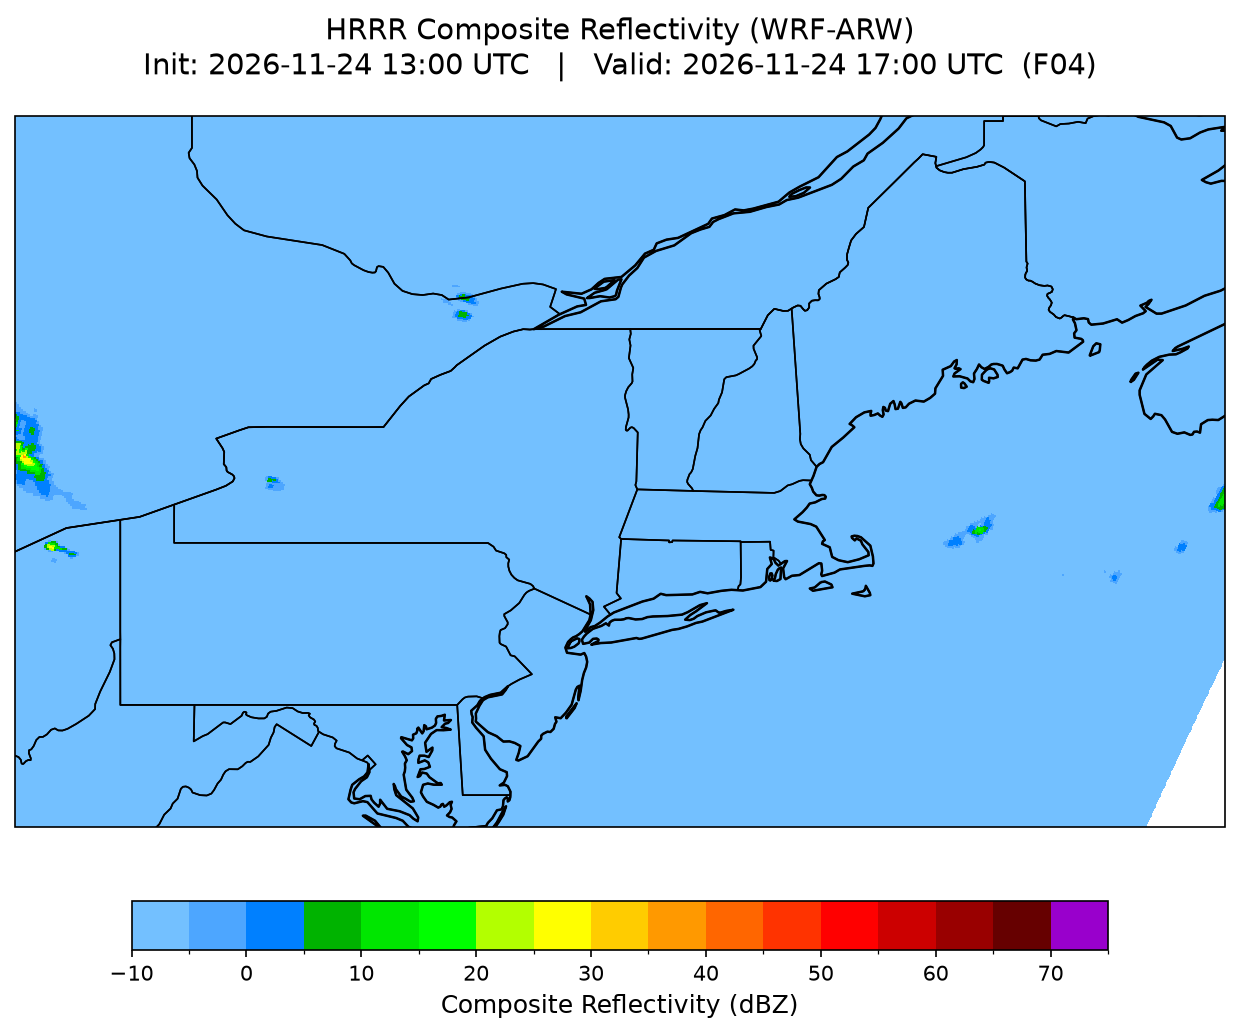 HRRR Composite Reflectivity (WRF-ARW)
Init: 2026-11-24 13:00 UTC   |   Valid: 2026-11-24 17:00 UTC  (F04)
−10 0 10 20 30 40 50 60 70
Composite Reflectivity (dBZ)